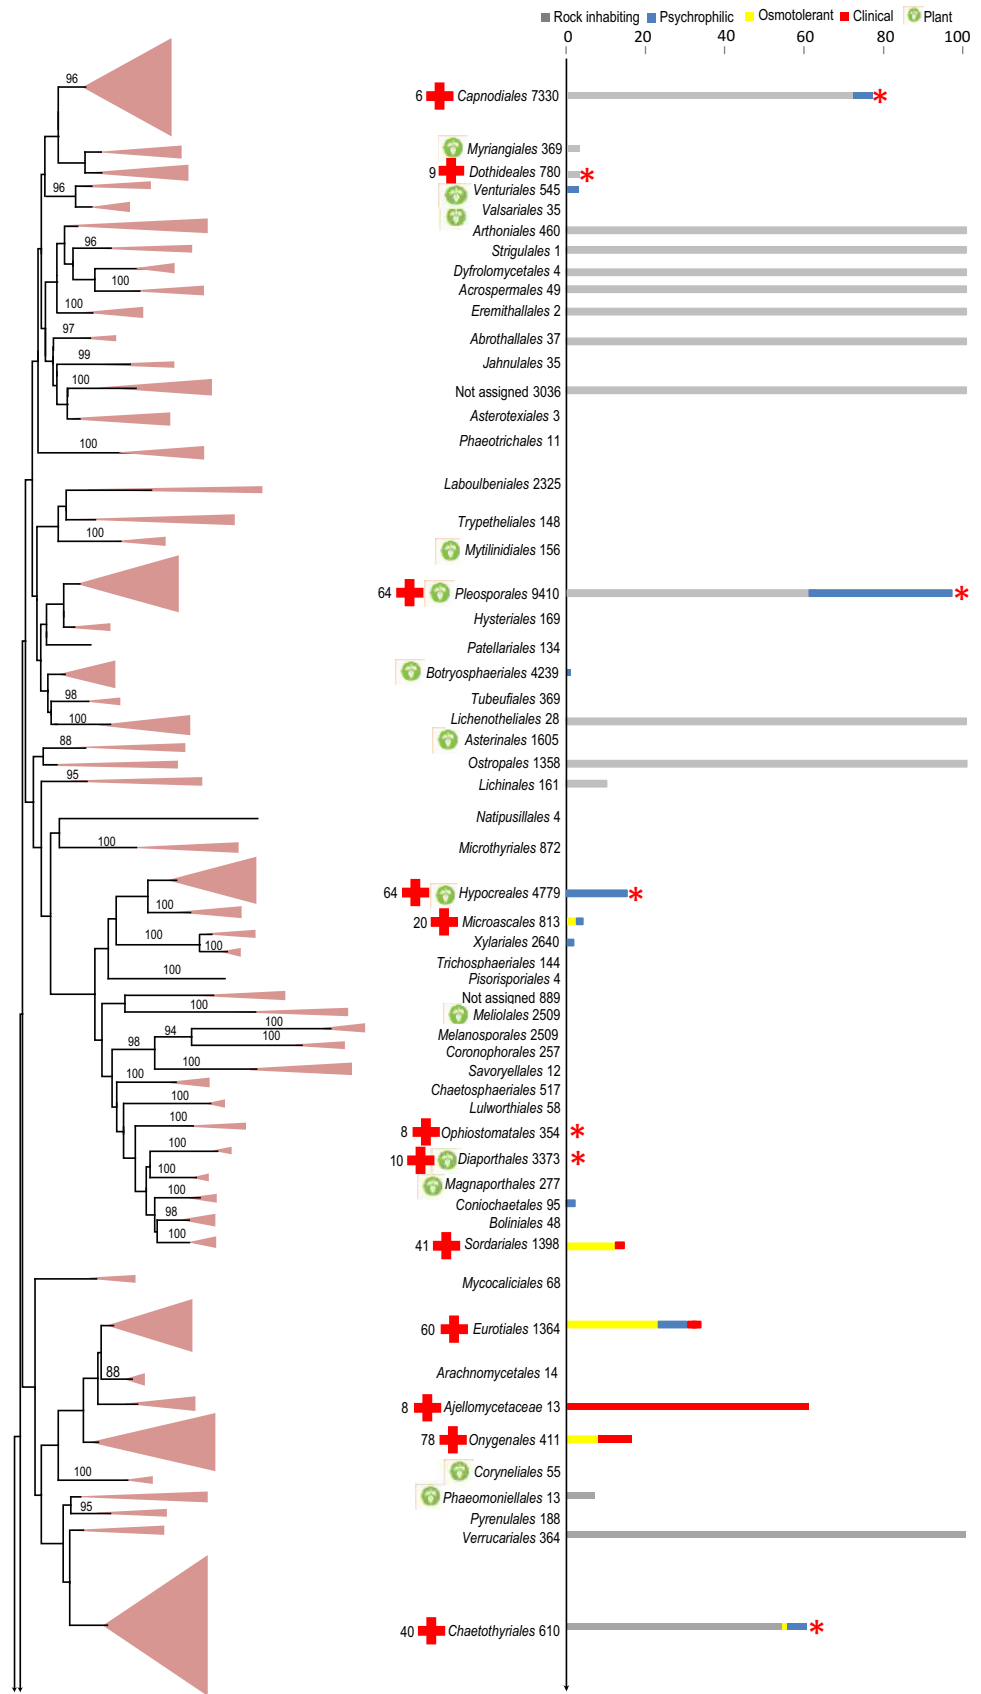 Rock inhabiting Psychrophilic Osmotolerant Clinical Plant
0 20 40 60 80 100
96
6 Capnodiales 7330 *
Myriangiales 369
9 Dothideales 780 *
96 Venturiales 545
Valsariales 35
Arthoniales 460
96 Strigulales 1
Dyfrolomycetales 4
100 Acrospermales 49
100 Eremithallales 2
97 Abrothallales 37
99 Jahnulales 35
100 Not assigned 3036
Asterotexiales 3
100 Phaeotrichales 11
Laboulbeniales 2325
Trypetheliales 148
100 Mytilinidiales 156
64 Pleosporales 9410 *
Hysteriales 169
Patellariales 134
Botryosphaeriales 4239
98 Tubeufiales 369
100 Lichenotheliales 28
88 Asterinales 1605
Ostropales 1358
95 Lichinales 161
Natipusillales 4
100 Microthyriales 872
64 Hypocreales 4779 *
100 20 Microascales 813
100 Xylariales 2640
100 Trichosphaeriales 144
100 Pisorisporiales 4
Not assigned 889
100 Meliolales 2509
94 100 Melanosporales 2509
98 100 Coronophorales 257
100 Savoryellales 12
100 Chaetosphaeriales 517
100 Lulworthiales 58
100 8 Ophiostomatales 354 *
100 10 Diaporthales 3373 *
100 Magnaporthales 277
100 Coniochaetales 95
98 Boliniales 48
100 41 Sordariales 1398
Mycocaliciales 68
60 Eurotiales 1364
88 Arachnomycetales 14
8 Ajellomycetaceae 13
78 Onygenales 411
100 Coryneliales 55
Phaeomoniellales 13
95 Pyrenulales 188
Verrucariales 364
40 Chaetothyriales 610 *